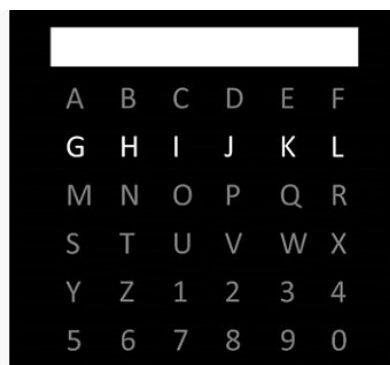 A B C D E F
G H I J K L
M N O P Q R
S T U V W X
Y Z 1 2 3 4
5 6 7 8 9 0